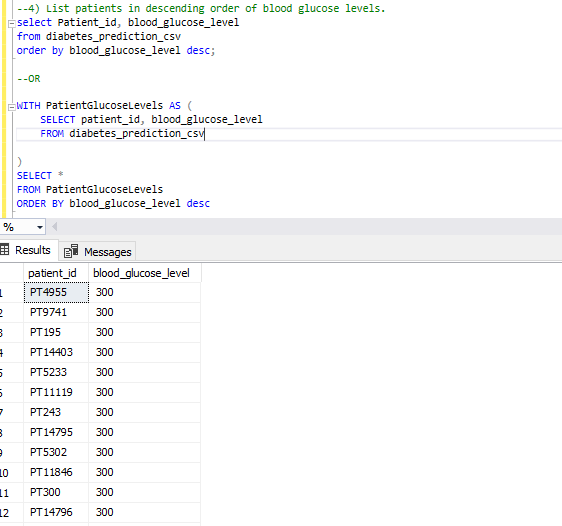 --4) List patients in descending order of blood glucose levels.
select Patient_id, blood_glucose_level
from diabetes_prediction_csv
order by blood_glucose_level desc;
--OR
WITH PatientGlucoseLevels AS (
SELECT patient_id, blood_glucose_level
FROM diabetes_prediction_csv
)
SELECT *
FROM PatientGlucoseLevels
ORDER BY blood_glucose_level desc
%
Results Messages
patient_id blood_glucose_level
1 PT4955 300
2 PT9741 300
3 PT195 300
4 PT14403 300
5 PT5233 300
6 PT11119 300
7 PT243 300
8 PT14795 300
9 PT5302 300
10 PT11846 300
11 PT300 300
12 PT14796 300